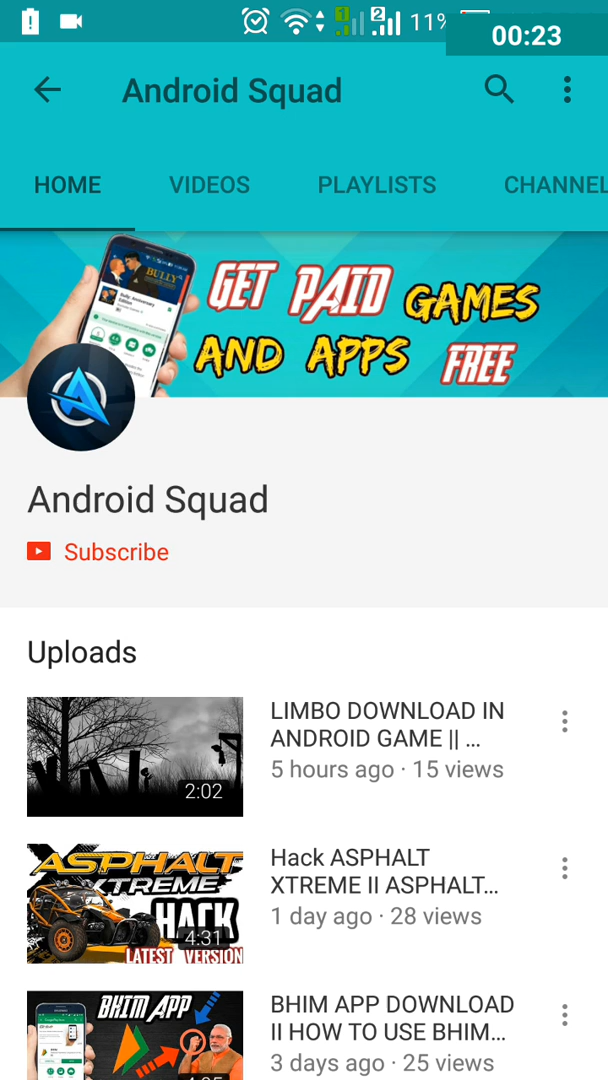 1 2 11%
00:23
Android Squad
HOME VIDEOS PLAYLISTS CHANNEL
BULLY
GET PAID GAMES
AND APPS FREE
Android Squad
Subscribe
Uploads
LIMBO DOWNLOAD IN
ANDROID GAME || ...
5 hours ago · 15 views
2:02
ASPHALT
XTREME
HACK
4:31
LATEST VERSION
Hack ASPHALT
XTREME II ASPHALT...
1 day ago · 28 views
BHIM APP
BHIM APP DOWNLOAD
II HOW TO USE BHIM...
3 days ago · 25 views